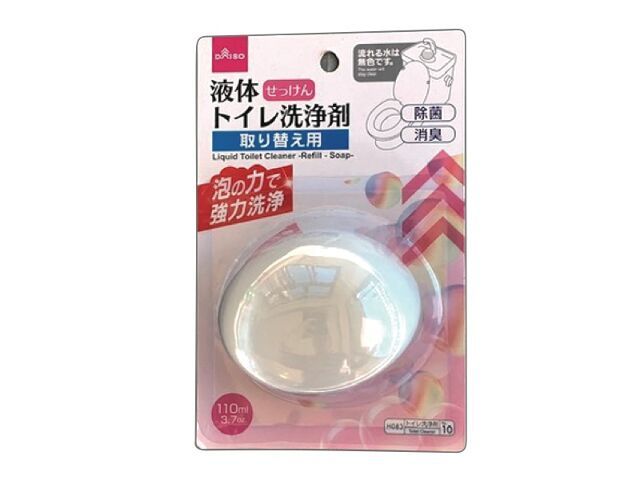 DAISO
液体 せっけん
トイレ洗浄剤
取り替え用
Liquid Toilet Cleaner -Refill - Soap-
流れる水は
無色です。
除菌
消臭
泡の力で
強力洗浄
110ml
3.7oz
H083 トイレ洗浄剤
Toilet Cleaner
10